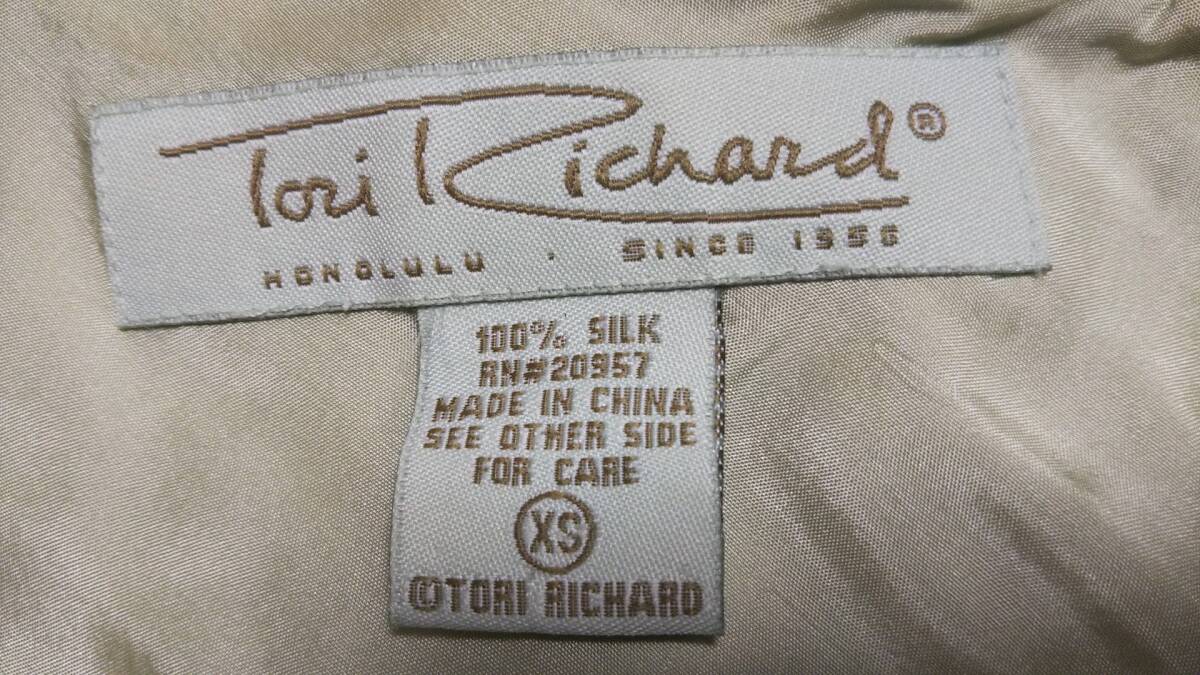 Tori Richard®
HONOLULU · SINCE 1956
100% SILK
RN#20957
MADE IN CHINA
SEE OTHER SIDE
FOR CARE
XS
©TORI RICHARD